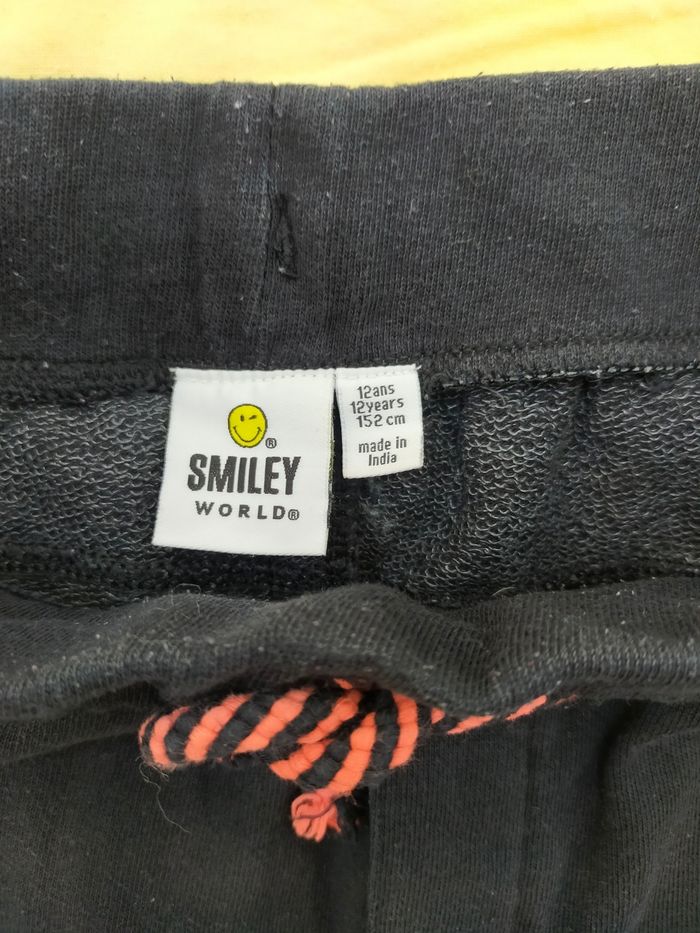 ®
SMILEY
WORLD®
12ans
12years
152 cm
made in
India